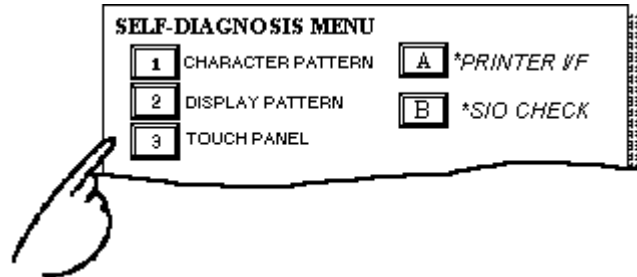 SELF-DIAGNOSIS MENU
1 CHARACTER PATTERN A *PRINTER I/F
2 DISPLAY PATTERN B *SIO CHECK
3 TOUCH PANEL